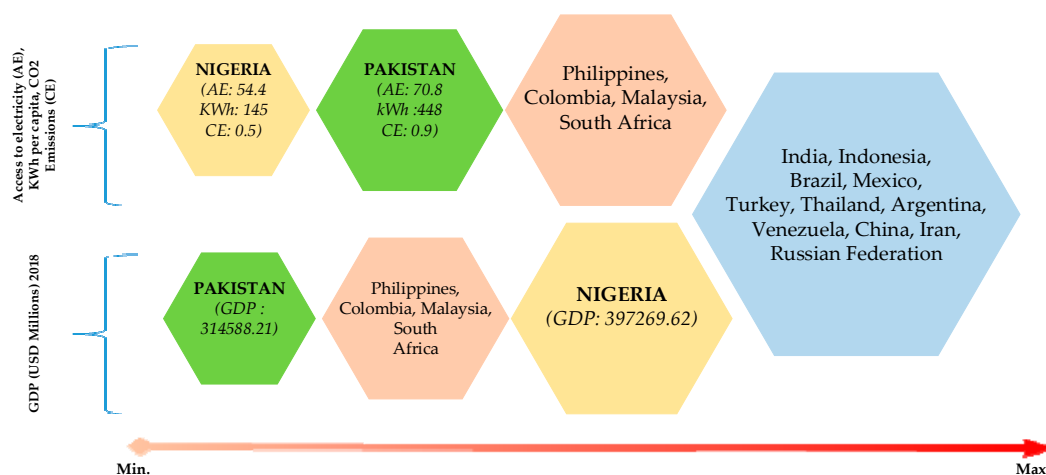 Access to electricity (AE),
KWh per capita, CO2
Emissions (CE)
NIGERIA
(AE: 54.4
KWh: 145
CE: 0.5)
PAKISTAN
(AE: 70.8
kWh :448
CE: 0.9)
Philippines,
Colombia, Malaysia,
South Africa
India, Indonesia,
Brazil, Mexico,
Turkey, Thailand, Argentina,
Venezuela, China, Iran,
Russian Federation
GDP (USD Millions) 2018
PAKISTAN
(GDP :
314588.21)
Philippines,
Colombia, Malaysia,
South
Africa
NIGERIA
(GDP: 397269.62)
Min.
Max